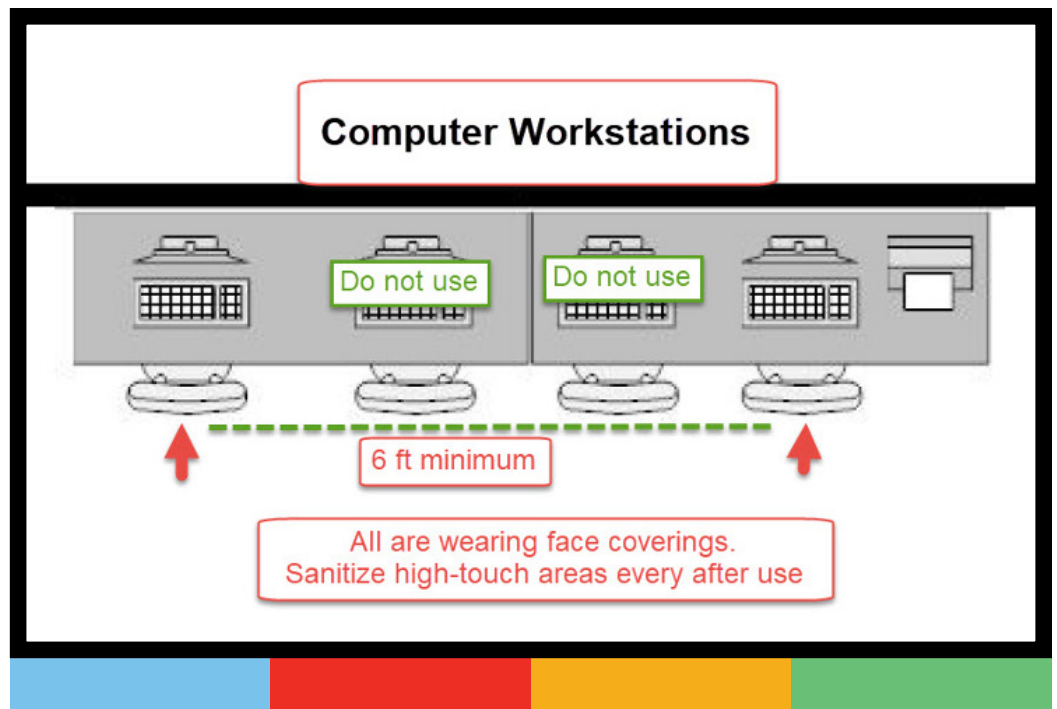 Computer Workstations
Do not use
Do not use
6 ft minimum
All are wearing face coverings.
Sanitize high-touch areas every after use